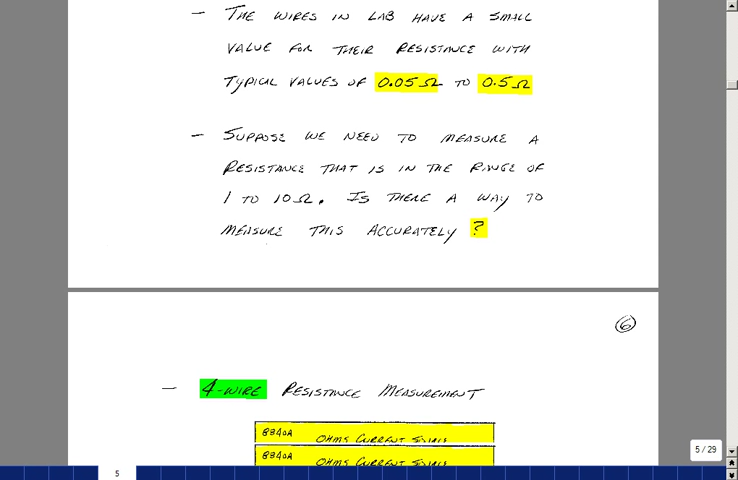 - THE WIRES IN LAB HAVE A SMALL
VALUE FOR THEIR RESISTANCE WITH
TYPICAL VALUES OF 0.05Ω TO 0.5Ω
- SUPPOSE WE NEED TO MEASURE A
RESISTANCE THAT IS IN THE RANGE OF
1 TO 10Ω. IS THERE A WAY TO
MEASURE THIS ACCURATELY ?
6
- 4-WIRE RESISTANCE MEASUREMENT
8840A OHMS CURRENT
8840A OHMS CURRENT
5 / 29
5